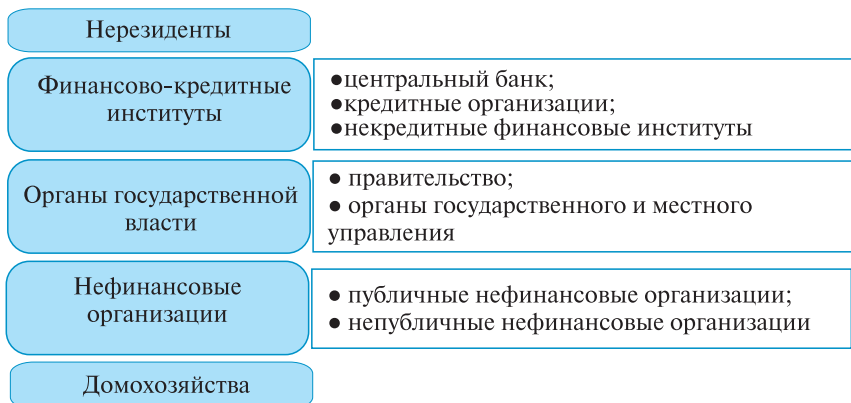 Нерезиденты
Финансово-кредитные
институты
●центральный банк;
●кредитные организации;
●некредитные финансовые институты
Органы государственной
власти
● правительство;
● органы государственного и местного
управления
Нефинансовые
организации
● публичные нефинансовые организации;
● непубличные нефинансовые организации
Домохозяйства